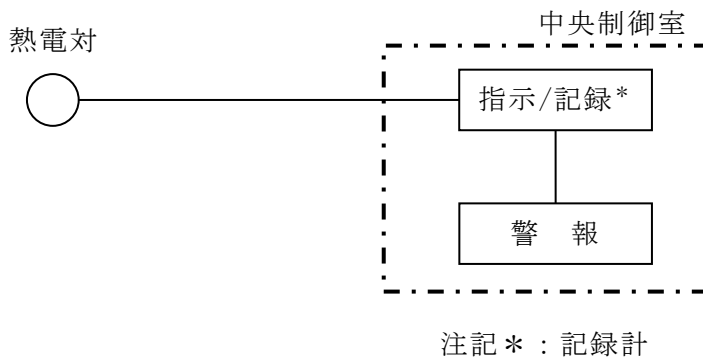 中央制御室
熱電対
指示/記録*
警 報
注記*:記録計